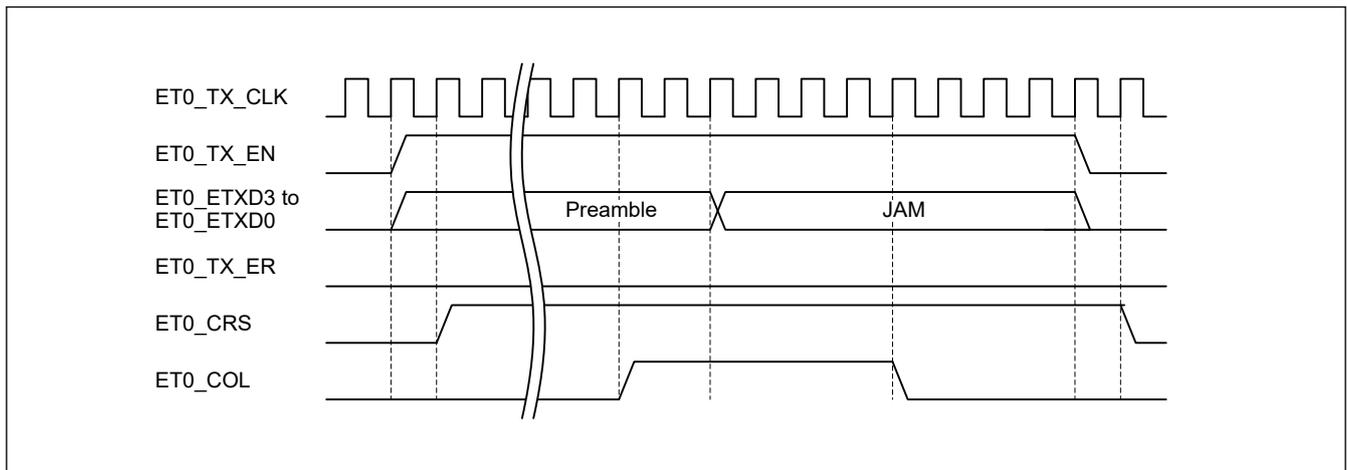 ET0_TX_CLK
ET0_TX_EN
ET0_ETXD3 to
ET0_ETXD0
Preamble
JAM
ET0_TX_ER
ET0_CRS
ET0_COL